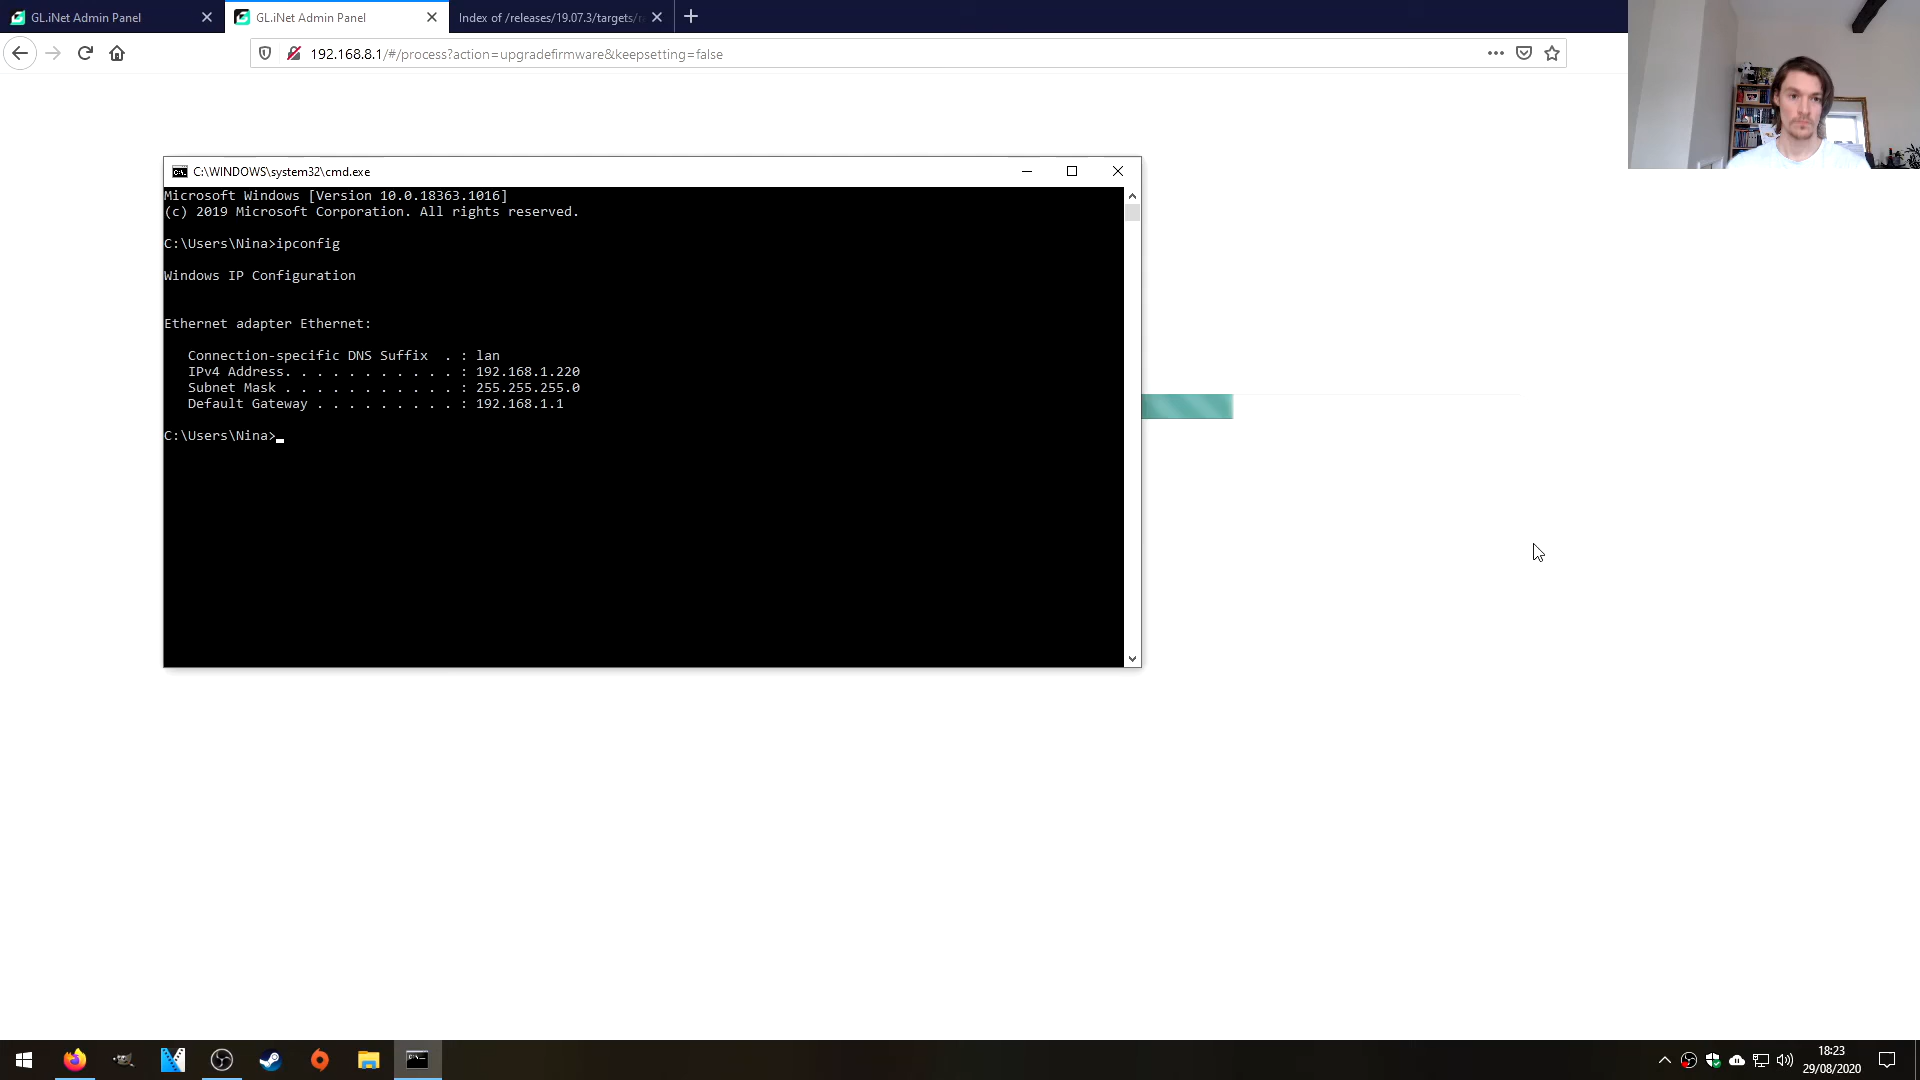 GL.iNet Admin Panel
GL.iNet Admin Panel
Index of /releases/19.07.3/targets/
192.168.8.1/#/process?action=upgradefirmware&keepsetting=false
C:\WINDOWS\system32\cmd.exe
Microsoft Windows [Version 10.0.18363.1016]
(c) 2019 Microsoft Corporation. All rights reserved.
C:\Users\Nina>ipconfig
Windows IP Configuration
Ethernet adapter Ethernet:
Connection-specific DNS Suffix  . : lan
IPv4 Address. . . . . . . . . . . : 192.168.1.220
Subnet Mask . . . . . . . . . . . : 255.255.255.0
Default Gateway . . . . . . . . . : 192.168.1.1
C:\Users\Nina>
18:23
29/08/2020